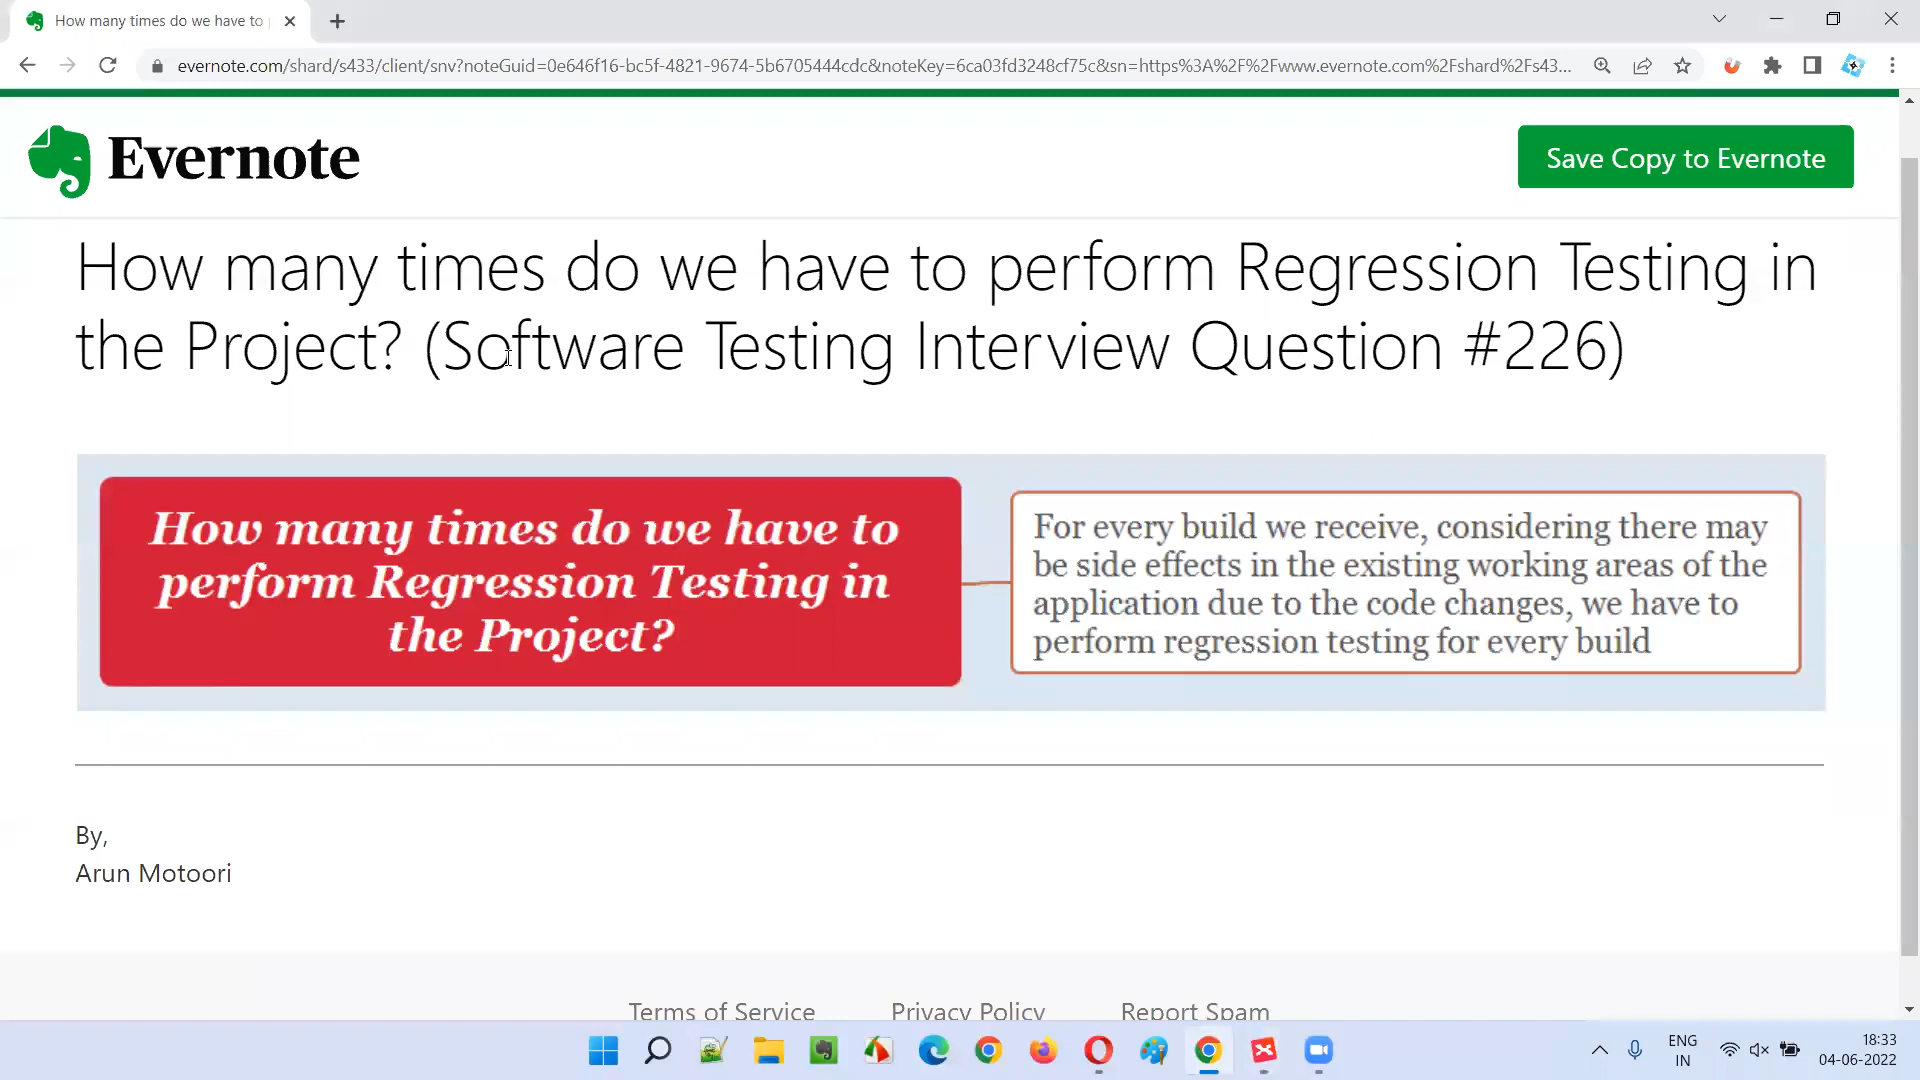 How many times do we have to
evernote.com/shard/s433/client/snv?noteGuid=0e646f16-bc5f-4821-9674-5b6705444cdc&noteKey=6ca03fd3248cf75c&sn=https%3A%2F%2Fwww.evernote.com%2Fshard%2Fs43...
Evernote
Save Copy to Evernote
How many times do we have to perform Regression Testing in
the Project? (Software Testing Interview Question #226)
How many times do we have to
perform Regression Testing in
the Project?
For every build we receive, considering there may
be side effects in the existing working areas of the
application due to the code changes, we have to
perform regression testing for every build
By,
Arun Motoori
Terms of Service Privacy Policy Report Spam
ENG
IN
18:33
04-06-2022